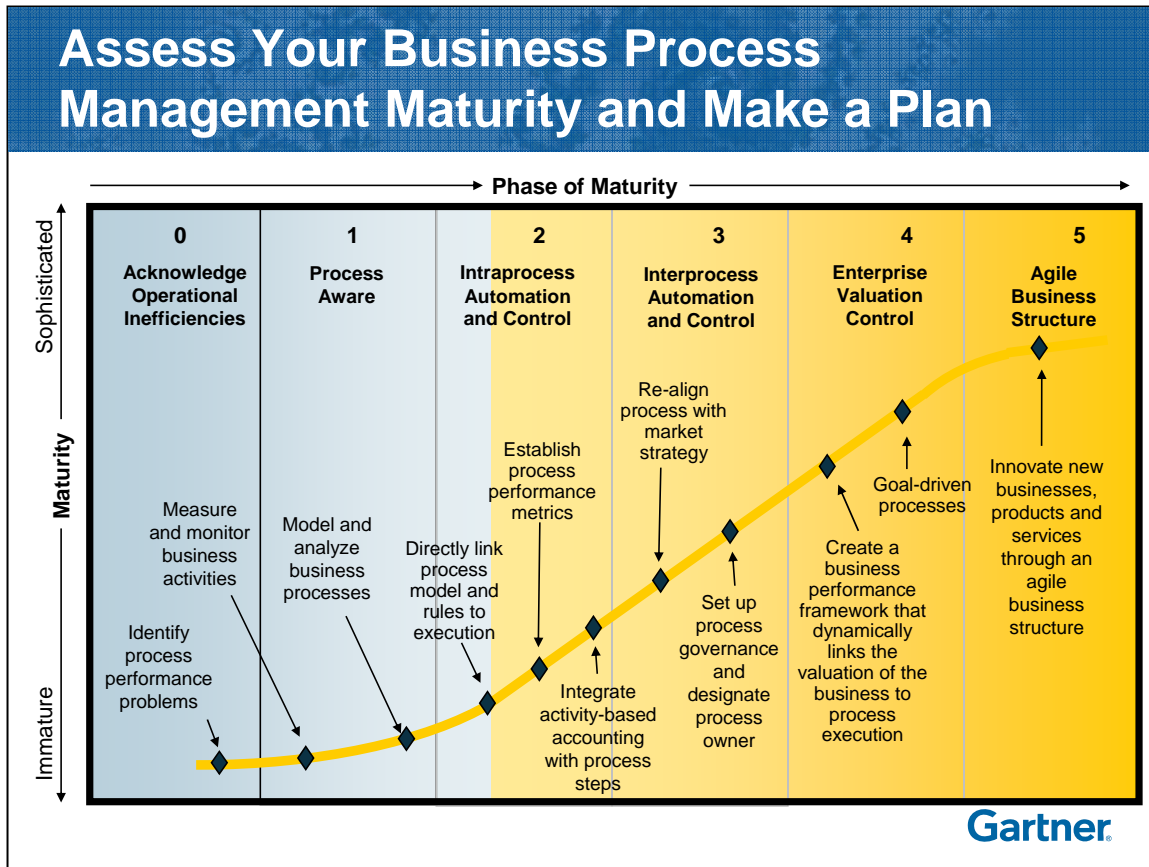 Assess Your Business Process
Management Maturity and Make a Plan
Phase of Maturity
Sophisticated
Maturity
Immature
0
Acknowledge
Operational
Inefficiencies
1
Process
Aware
2
Intraprocess
Automation
and Control
3
Interprocess
Automation
and Control
4
Enterprise
Valuation
Control
5
Agile
Business
Structure
Identify
process
performance
problems
Measure
and monitor
business
activities
Model and
analyze
business
processes
Directly link
process
model and
rules to
execution
Establish
process
performance
metrics
Integrate
activity-based
accounting
with process
steps
Re-align
process with
market
strategy
Set up
process
governance
and
designate
process
owner
Create a
business
performance
framework that
dynamically
links the
valuation of the
business to
process
execution
Goal-driven
processes
Innovate new
businesses,
products and
services
through an
agile
business
structure
Gartner®